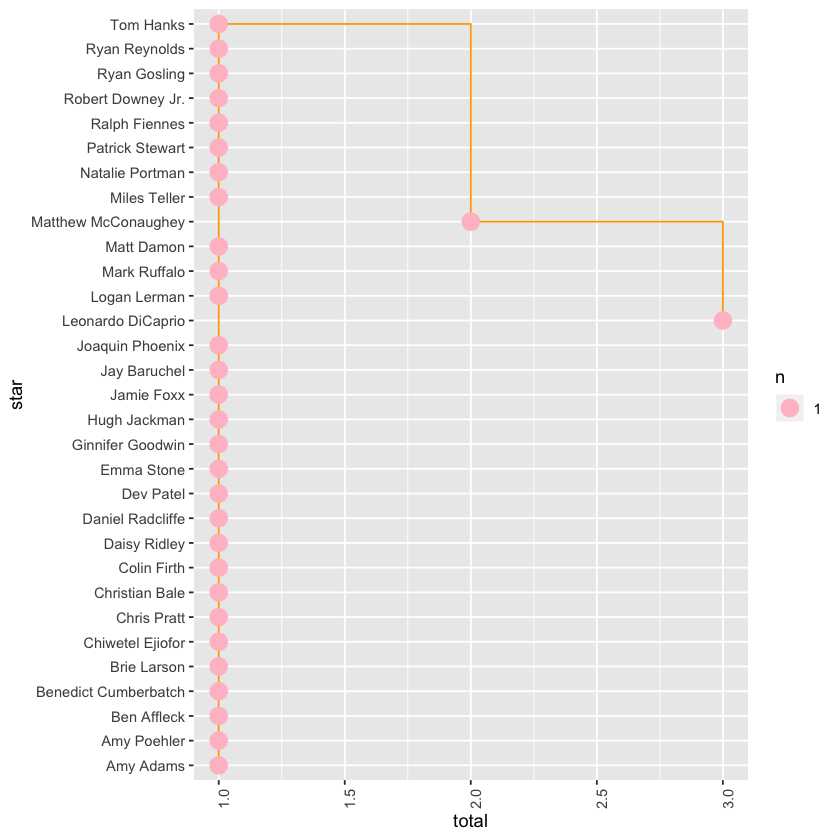 Tom Hanks
Ryan Reynolds
Ryan Gosling
Robert Downey Jr.
Ralph Fiennes
Patrick Stewart
Natalie Portman
Miles Teller
Matthew McConaughey
Matt Damon
Mark Ruffalo
Logan Lerman
Leonardo DiCaprio
Joaquin Phoenix
Jay Baruchel
Jamie Foxx
Hugh Jackman
Ginnifer Goodwin
Emma Stone
Dev Patel
Daniel Radcliffe
Daisy Ridley
Colin Firth
Christian Bale
Chris Pratt
Chiwetel Ejiofor
Brie Larson
Benedict Cumberbatch
Ben Affleck
Amy Poehler
Amy Adams
star
1.0 1.5 2.0 2.5 3.0
total
n
1